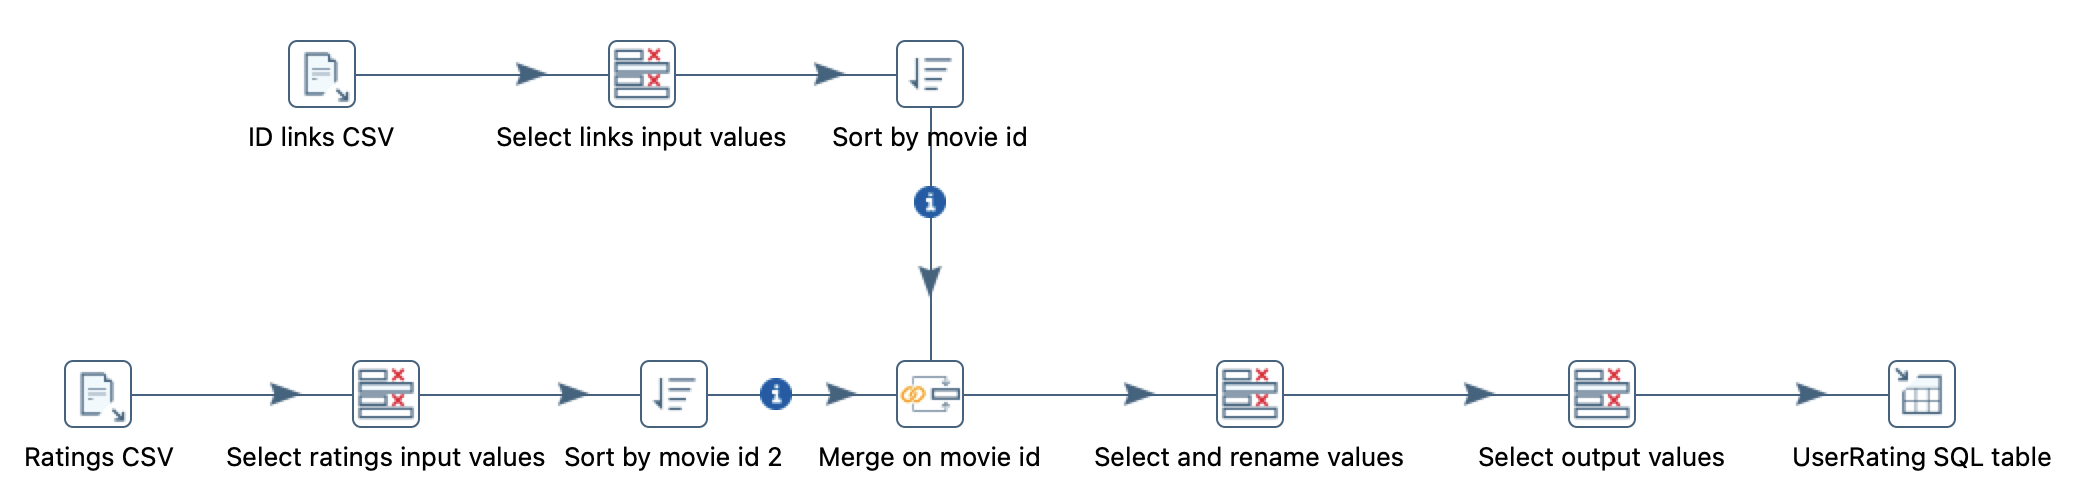 ID links CSV
Select links input values
Sort by movie id
Ratings CSV
Select ratings input values
Sort by movie id 2
Merge on movie id
Select and rename values
Select output values
UserRating SQL table